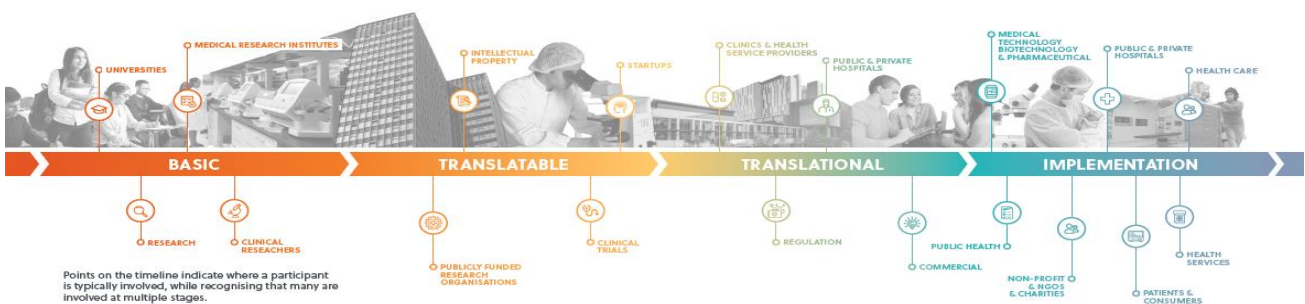 UNIVERSITIES
MEDICAL RESEARCH INSTITUTES
INTELLECTUAL
PROPERTY
STARTUPS
CLINICS & HEALTH
SERVICE PROVIDERS
PUBLIC & PRIVATE
HOSPITALS
MEDICAL
TECHNOLOGY
BIOTECHNOLOGY
& PHARMACEUTICAL
PUBLIC & PRIVATE
HOSPITALS
HEALTH CARE
BASIC
TRANSLATABLE
TRANSLATIONAL
IMPLEMENTATION
RESEARCH
CLINICAL
RESEACHERS
PUBLICLY FUNDED
RESEARCH
ORGANISATIONS
CLINICAL
TRIALS
REGULATION
COMMERCIAL
PUBLIC HEALTH
NON-PROFIT
& NGOS
& CHARITIES
PATIENTS &
CONSUMERS
HEALTH
SERVICES
Points on the timeline indicate where a participant
is typically involved, while recognising that many are
involved at multiple stages.